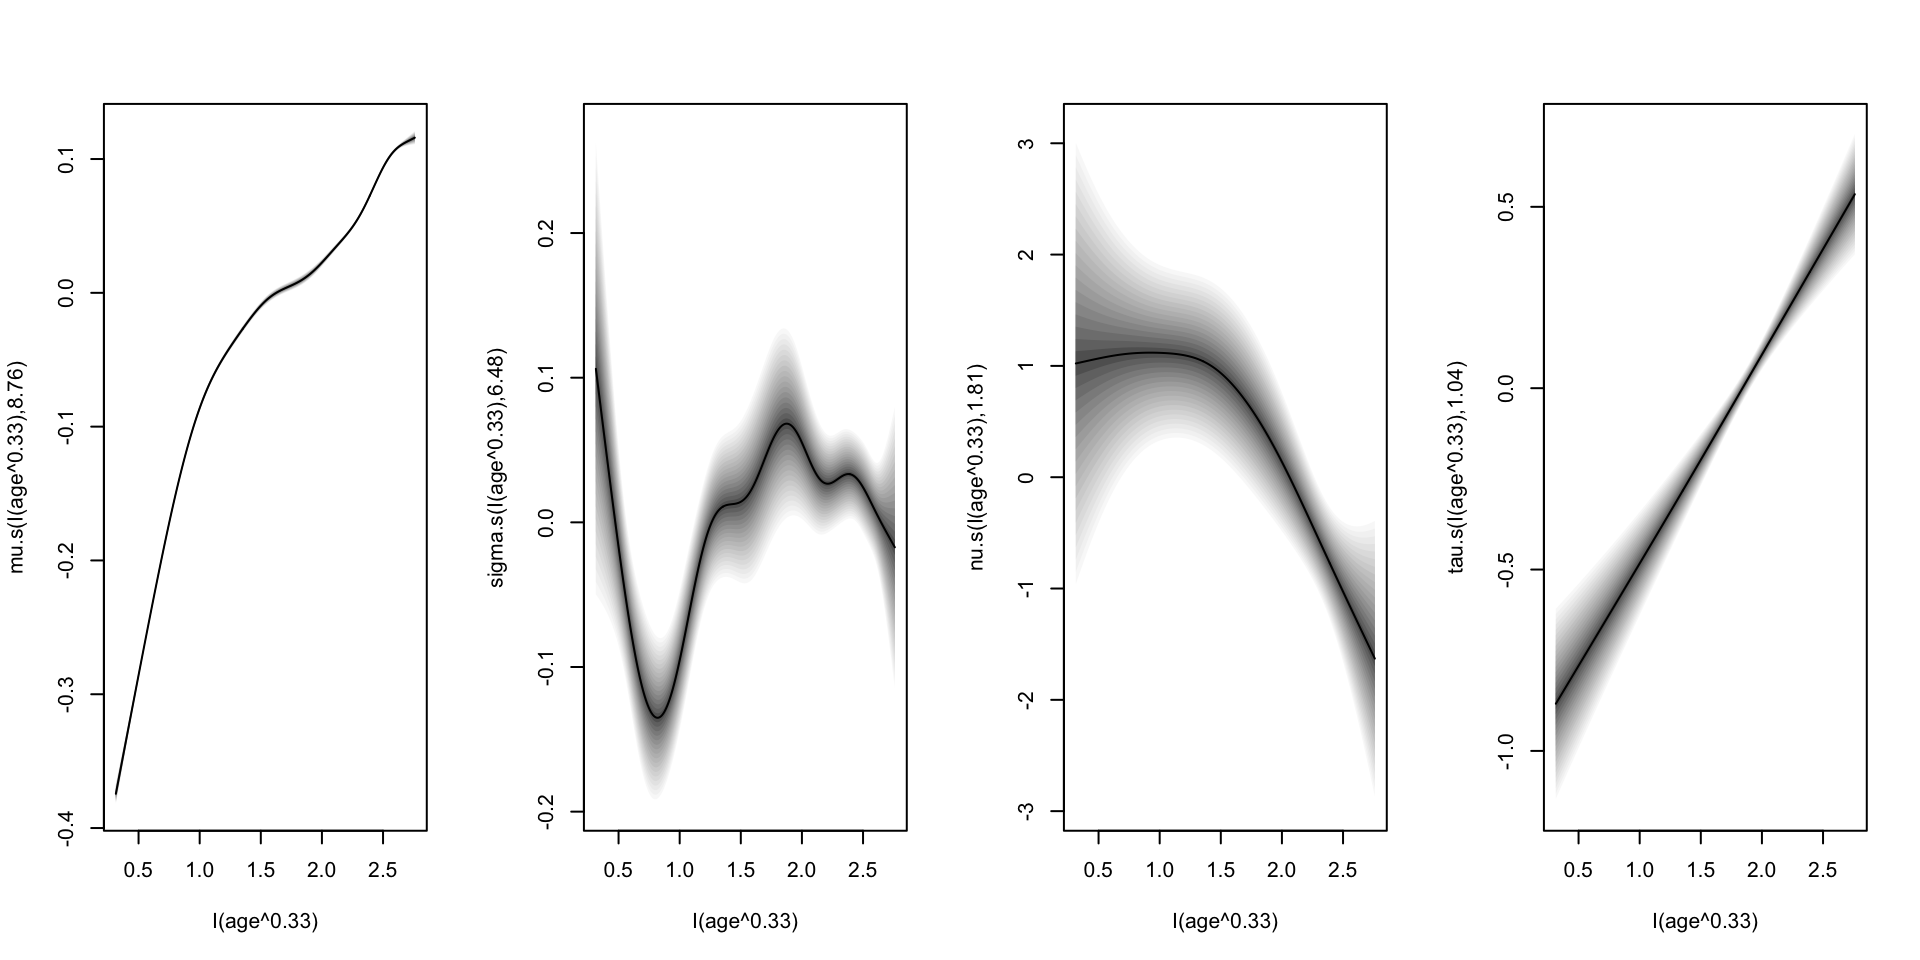 mu.s(I(age^0.33),8.76)
0.1
0.0
-0.1
-0.2
-0.3
-0.4
0.5 1.0 1.5 2.0 2.5
I(age^0.33)
sigma.s(I(age^0.33),6.48)
0.2
0.1
0.0
-0.1
-0.2
0.5 1.0 1.5 2.0 2.5
I(age^0.33)
nu.s(I(age^0.33),1.81)
3
2
1
0
-1
-2
-3
0.5 1.0 1.5 2.0 2.5
I(age^0.33)
tau.s(I(age^0.33),1.04)
0.5
0.0
-0.5
-1.0
0.5 1.0 1.5 2.0 2.5
I(age^0.33)